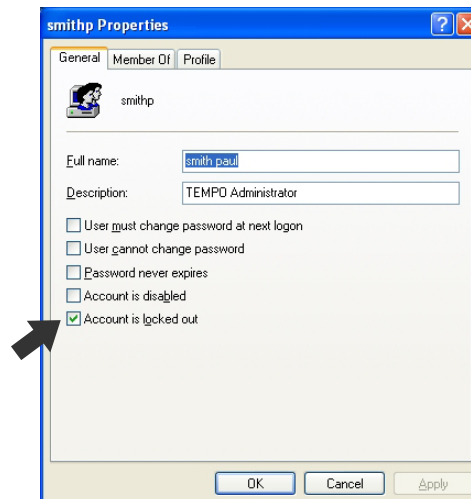 smithp Properties
General Member Of Profile
smithp
Full name: smith paul
Description: TEMPO Administrator
User must change password at next logon
User cannot change password
Password never expires
Account is disabled
Account is locked out
OK Cancel Apply